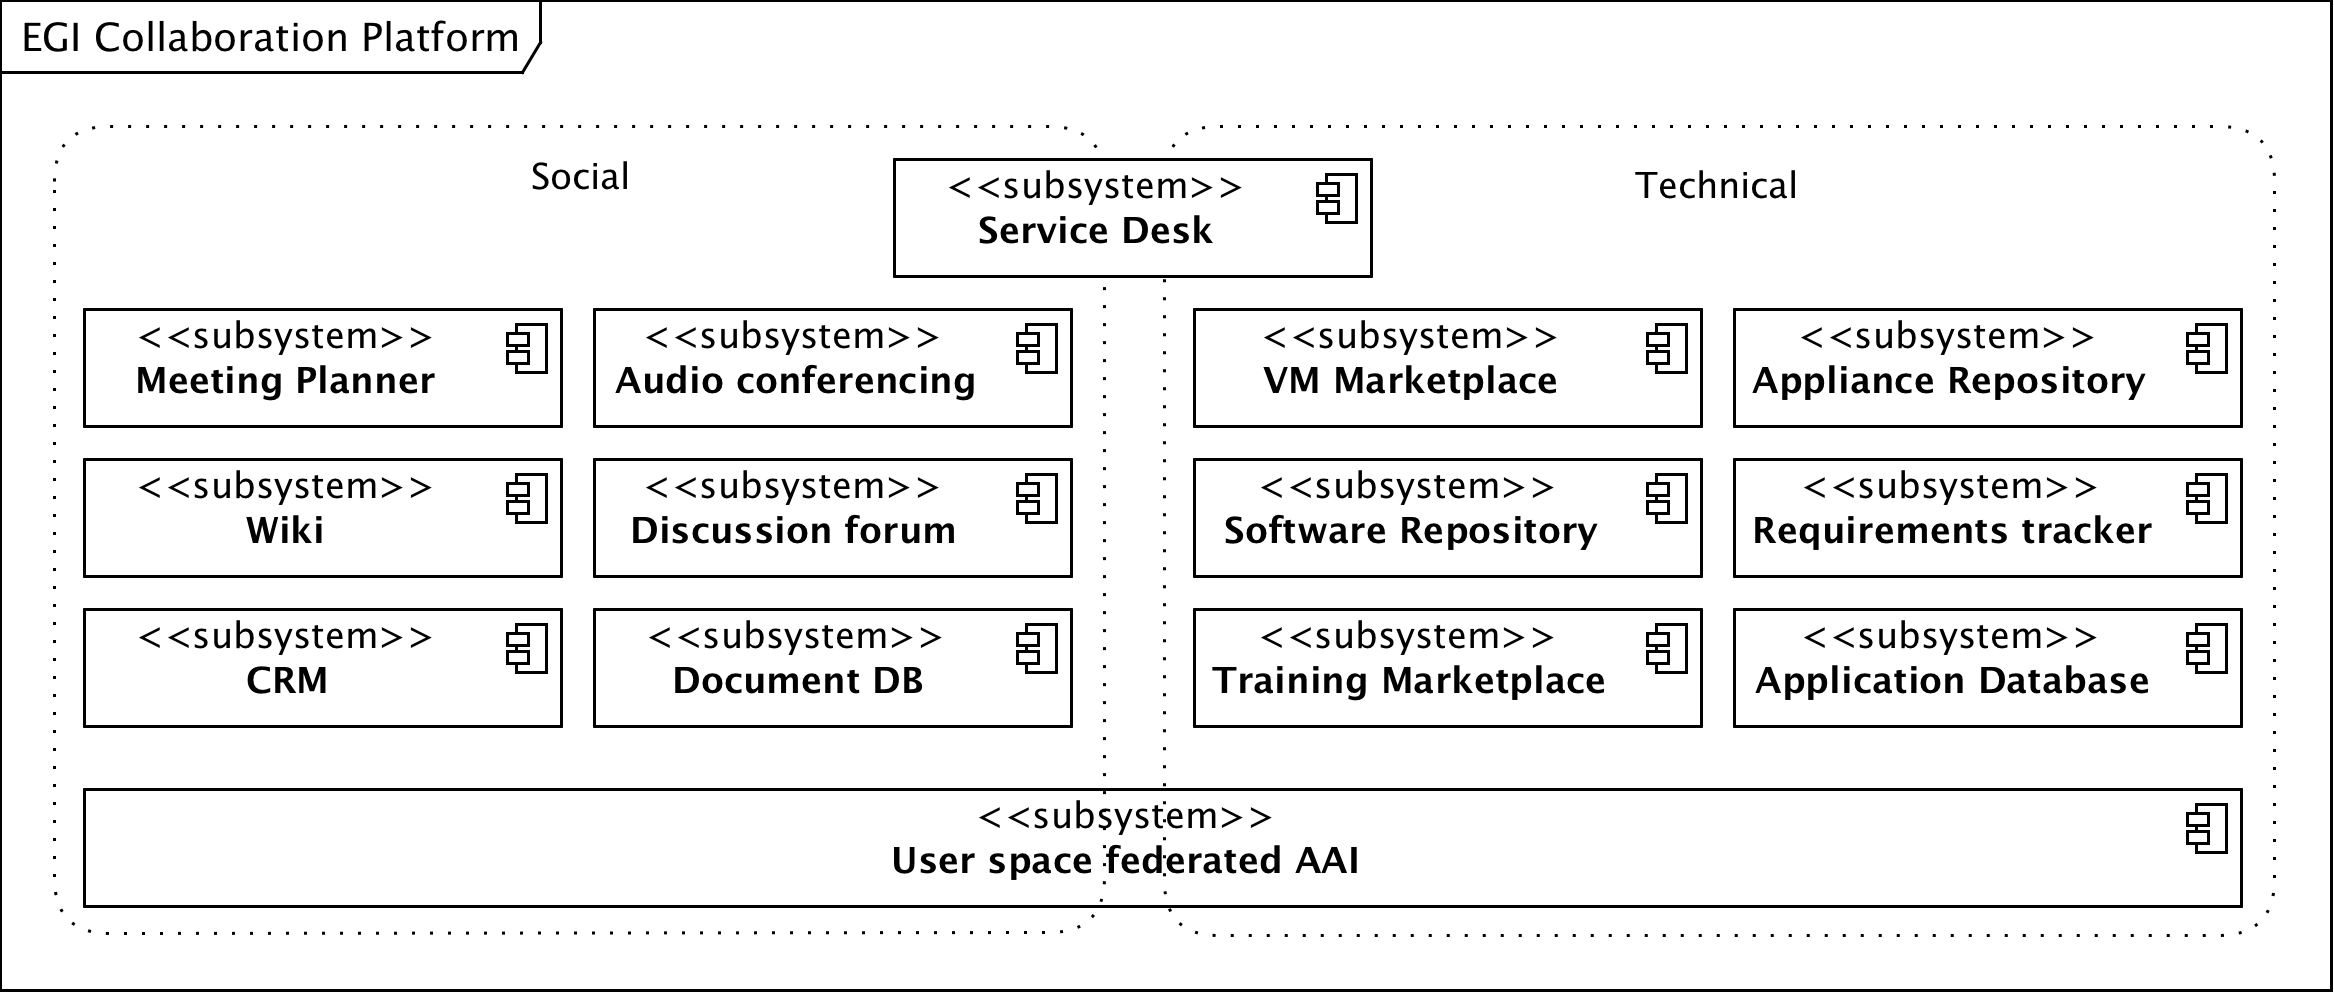 EGI Collaboration Platform
Social
Technical
<<subsystem>>
Service Desk
<<subsystem>>
Meeting Planner
<<subsystem>>
Audio conferencing
<<subsystem>>
VM Marketplace
<<subsystem>>
Appliance Repository
<<subsystem>>
Wiki
<<subsystem>>
Discussion forum
<<subsystem>>
Software Repository
<<subsystem>>
Requirements tracker
<<subsystem>>
CRM
<<subsystem>>
Document DB
<<subsystem>>
Training Marketplace
<<subsystem>>
Application Database
<<subsystem>>
User space federated AAI